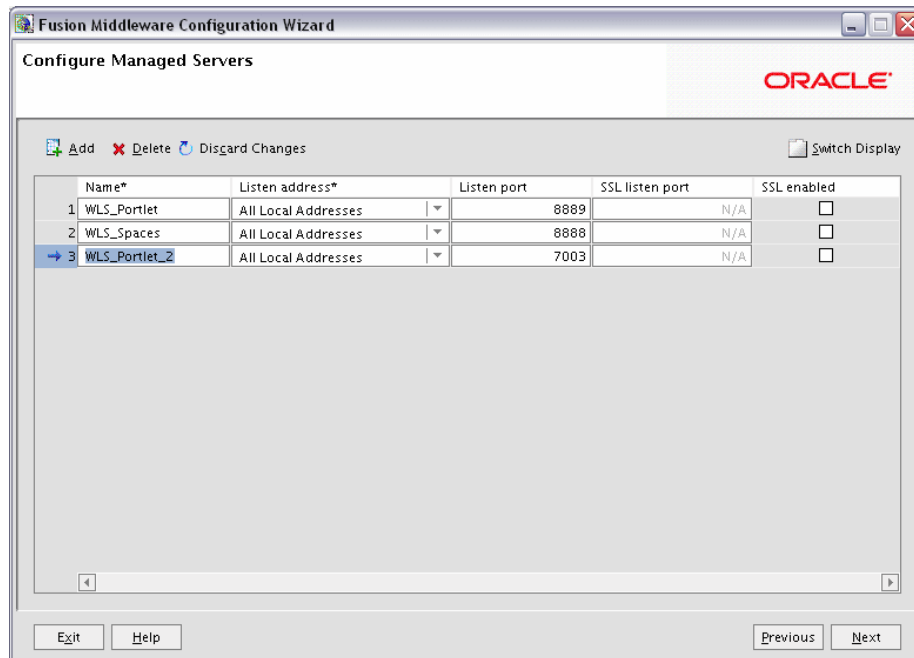 Fusion Middleware Configuration Wizard
Configure Managed Servers
ORACLE
Add Delete Discard Changes Switch Display
Name* Listen address* Listen port SSL listen port SSL enabled
1 WLS_Portlet All Local Addresses 8889 N/A
2 WLS_Spaces All Local Addresses 8888 N/A
3 WLS_Portlet_2 All Local Addresses 7003 N/A
Exit Help Previous Next